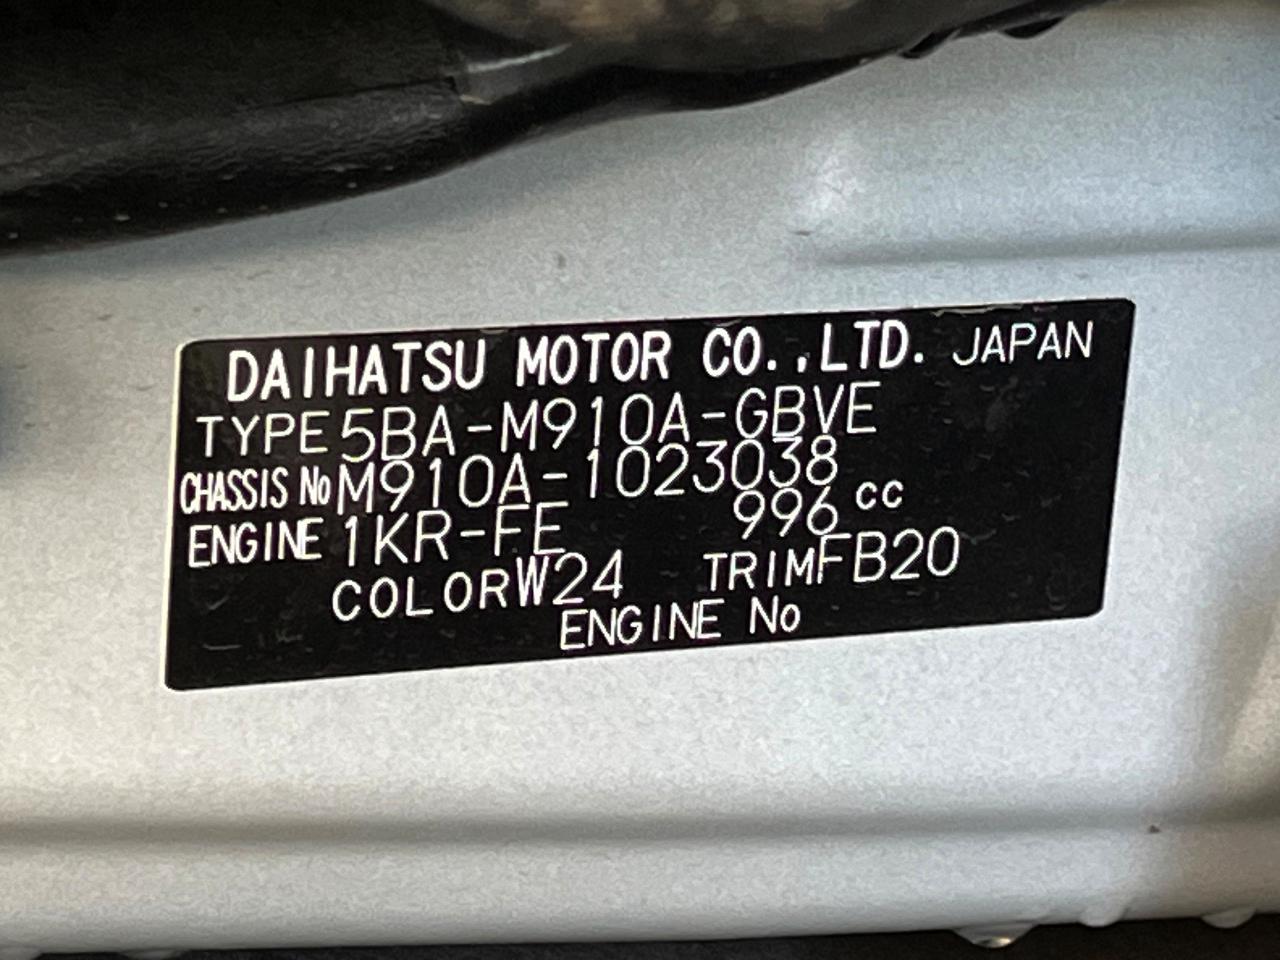 DAIHATSU MOTOR CO.,LTD. JAPAN
TYPE 5BA-M910A-GBVE
CHASSIS No M910A-1023038
ENGINE 1KR-FE 996 cc
COLOR W24 TRIM FB20
ENGINE No